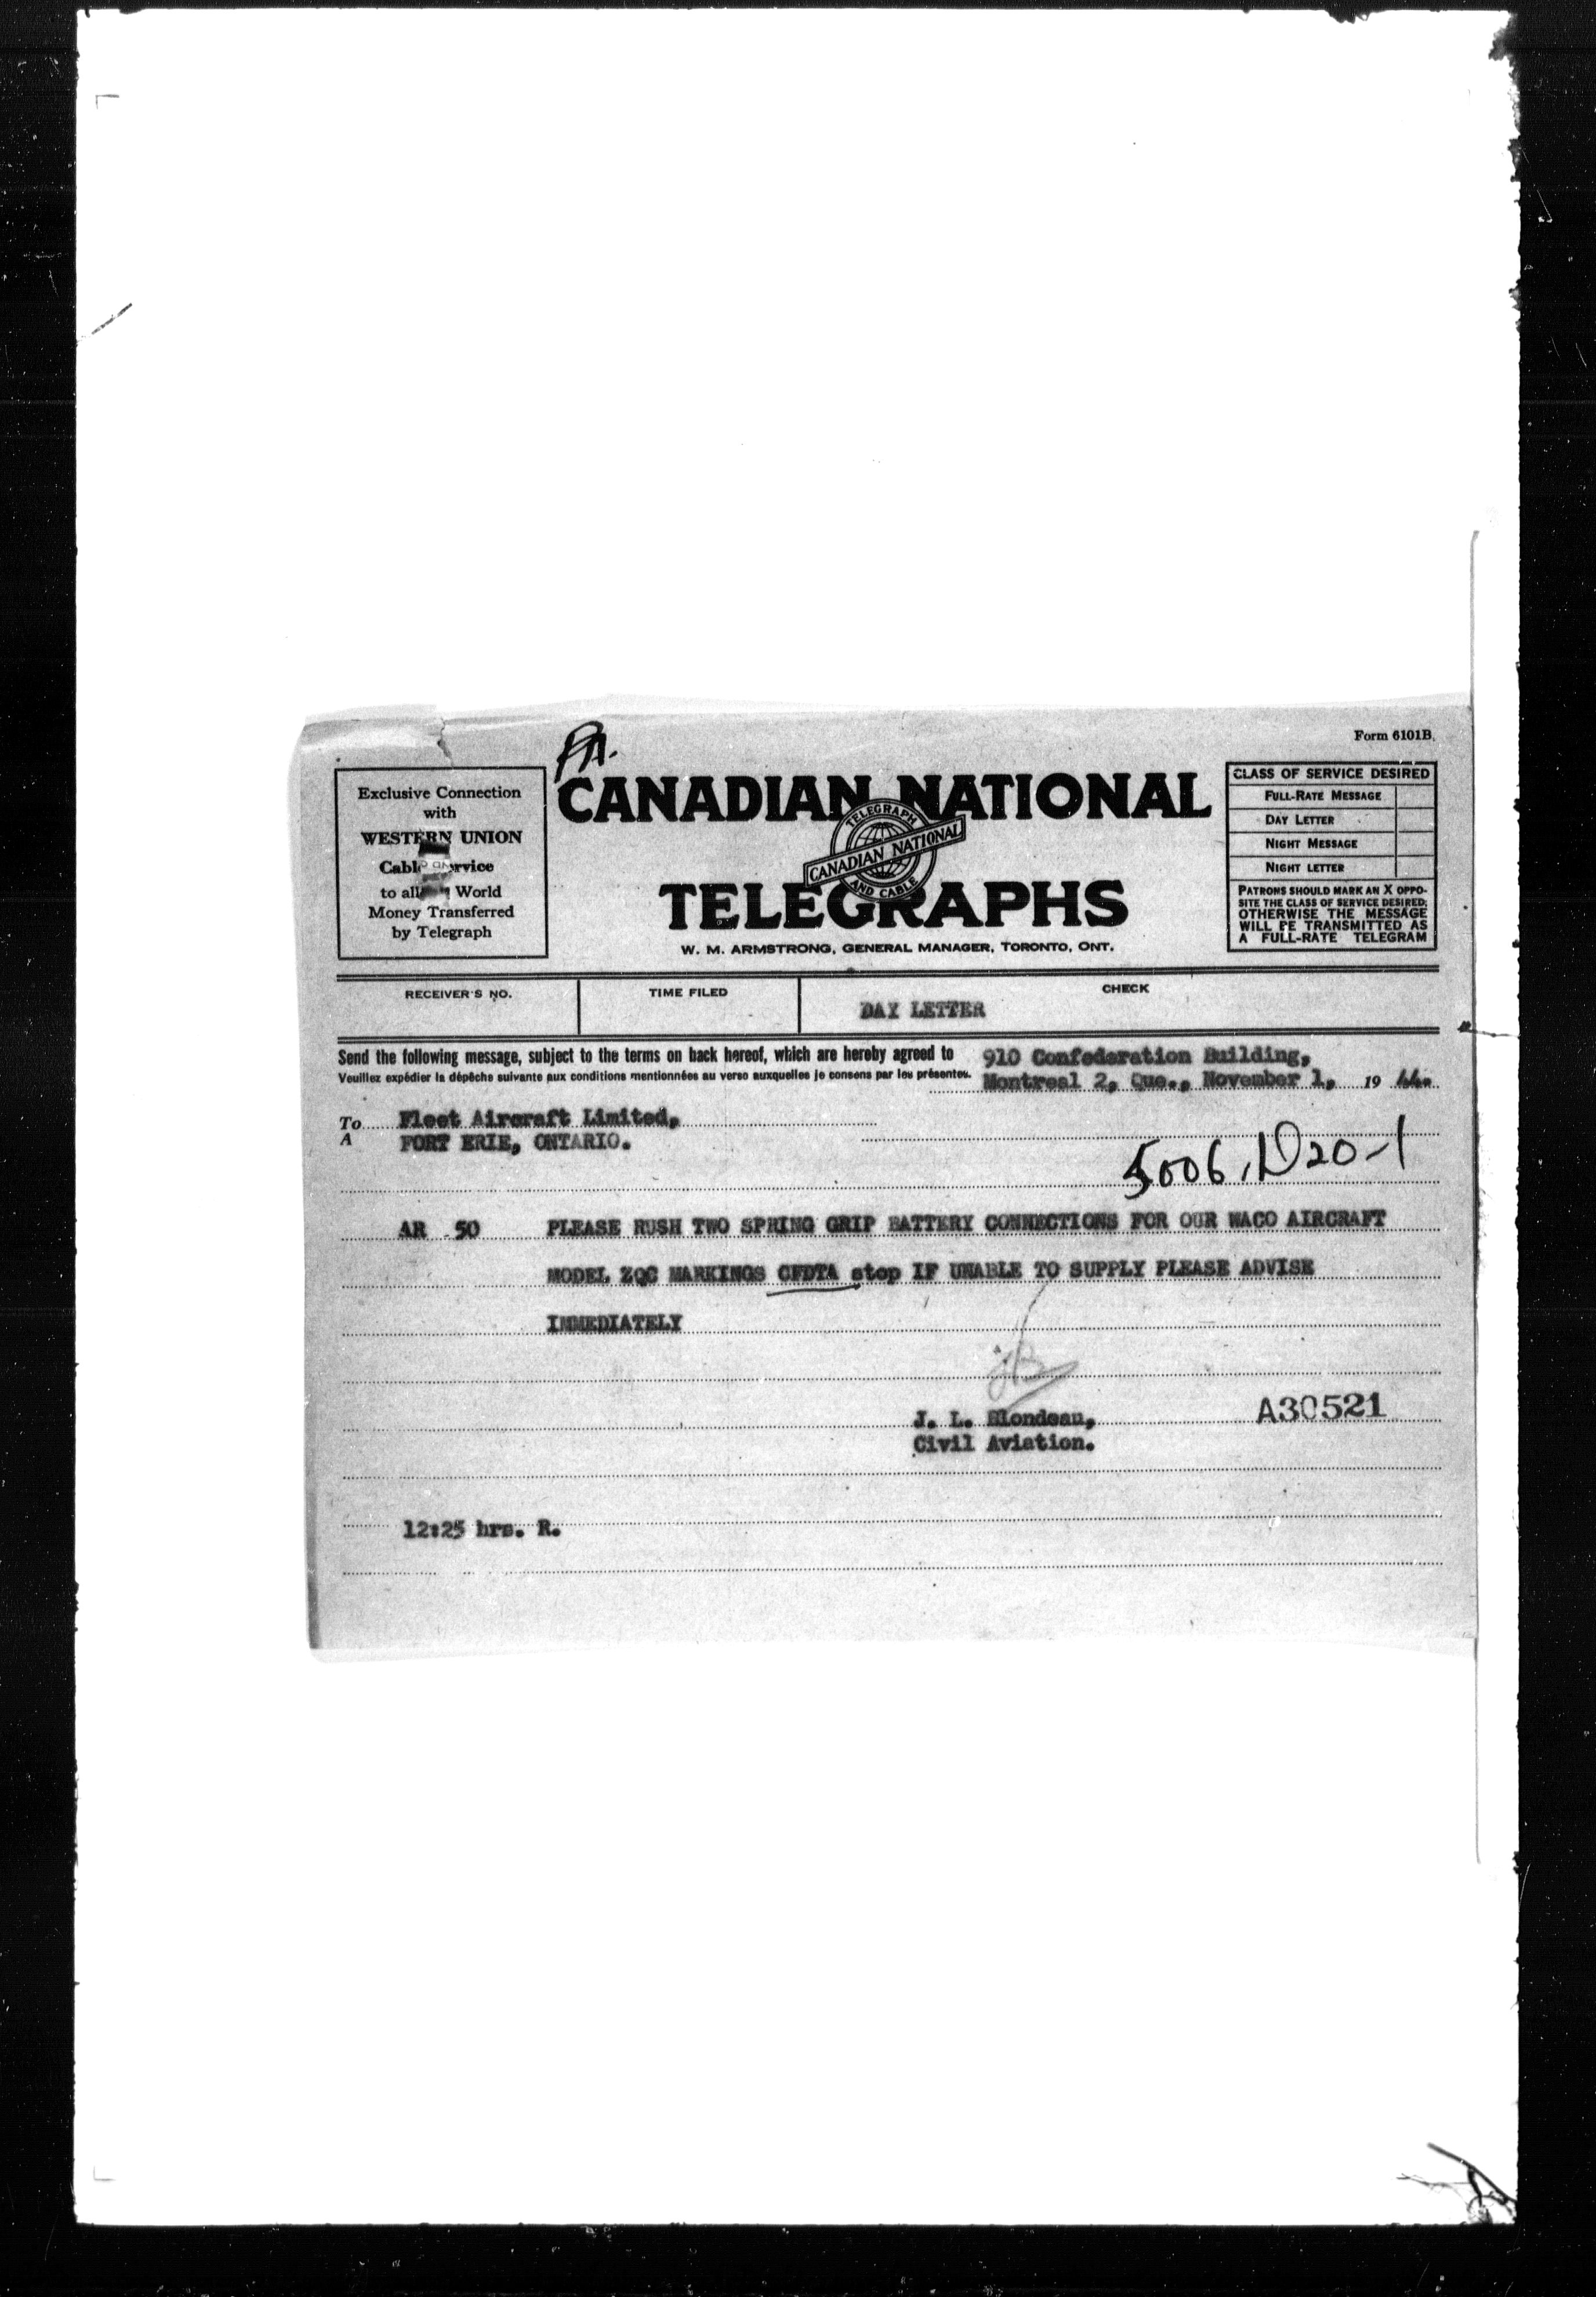 Form 6101B
Exclusive Connection
with
WESTERN UNION
Cable Service
to all World
Money Transferred
by Telegraph
CANADIAN NATIONAL
TELEGRAPH
CANADIAN NATIONAL
AND CABLE
TELEGRAPHS
W. M. ARMSTRONG, GENERAL MANAGER, TORONTO, ONT.
CLASS OF SERVICE DESIRED
FULL-RATE MESSAGE
DAY LETTER
NIGHT MESSAGE
NIGHT LETTER
PATRONS SHOULD MARK AN X OPPO-
SITE THE CLASS OF SERVICE DESIRED;
OTHERWISE THE MESSAGE
WILL BE TRANSMITTED AS
A FULL-RATE TELEGRAM
RECEIVER'S NO.
TIME FILED
CHECK
DAY LETTER
Send the following message, subject to the terms on back hereof, which are hereby agreed to
Veuillez expédier la dépêche suivante aux conditions mentionnées au verso auxquelles je consens par les présentes.
910 Confederation Building,
Montreal 2, Que., November 1, 19 44.
To Fleet Aircraft Limited,
A FORT ERIE, ONTARIO.
5006, D20-1
AR 50 PLEASE RUSH TWO SPRING GRIP BATTERY CONNECTIONS FOR OUR WACO AIRCRAFT
MODEL ZQC MARKINGS CFDTA stop IF UNABLE TO SUPPLY PLEASE ADVISE
IMMEDIATELY
JB
J. L. Blondeau,
Civil Aviation.
A30521
12:25 hrs. R.